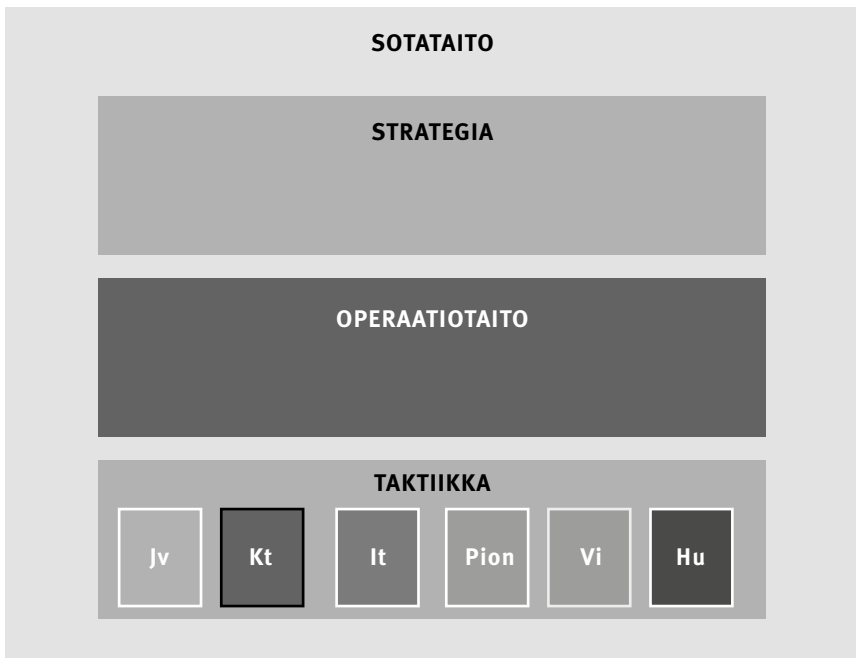 SOTATAITO
STRATEGIA
OPERAATIOTAITO
TAKTIIKKA
Jv Kt It Pion Vi Hu